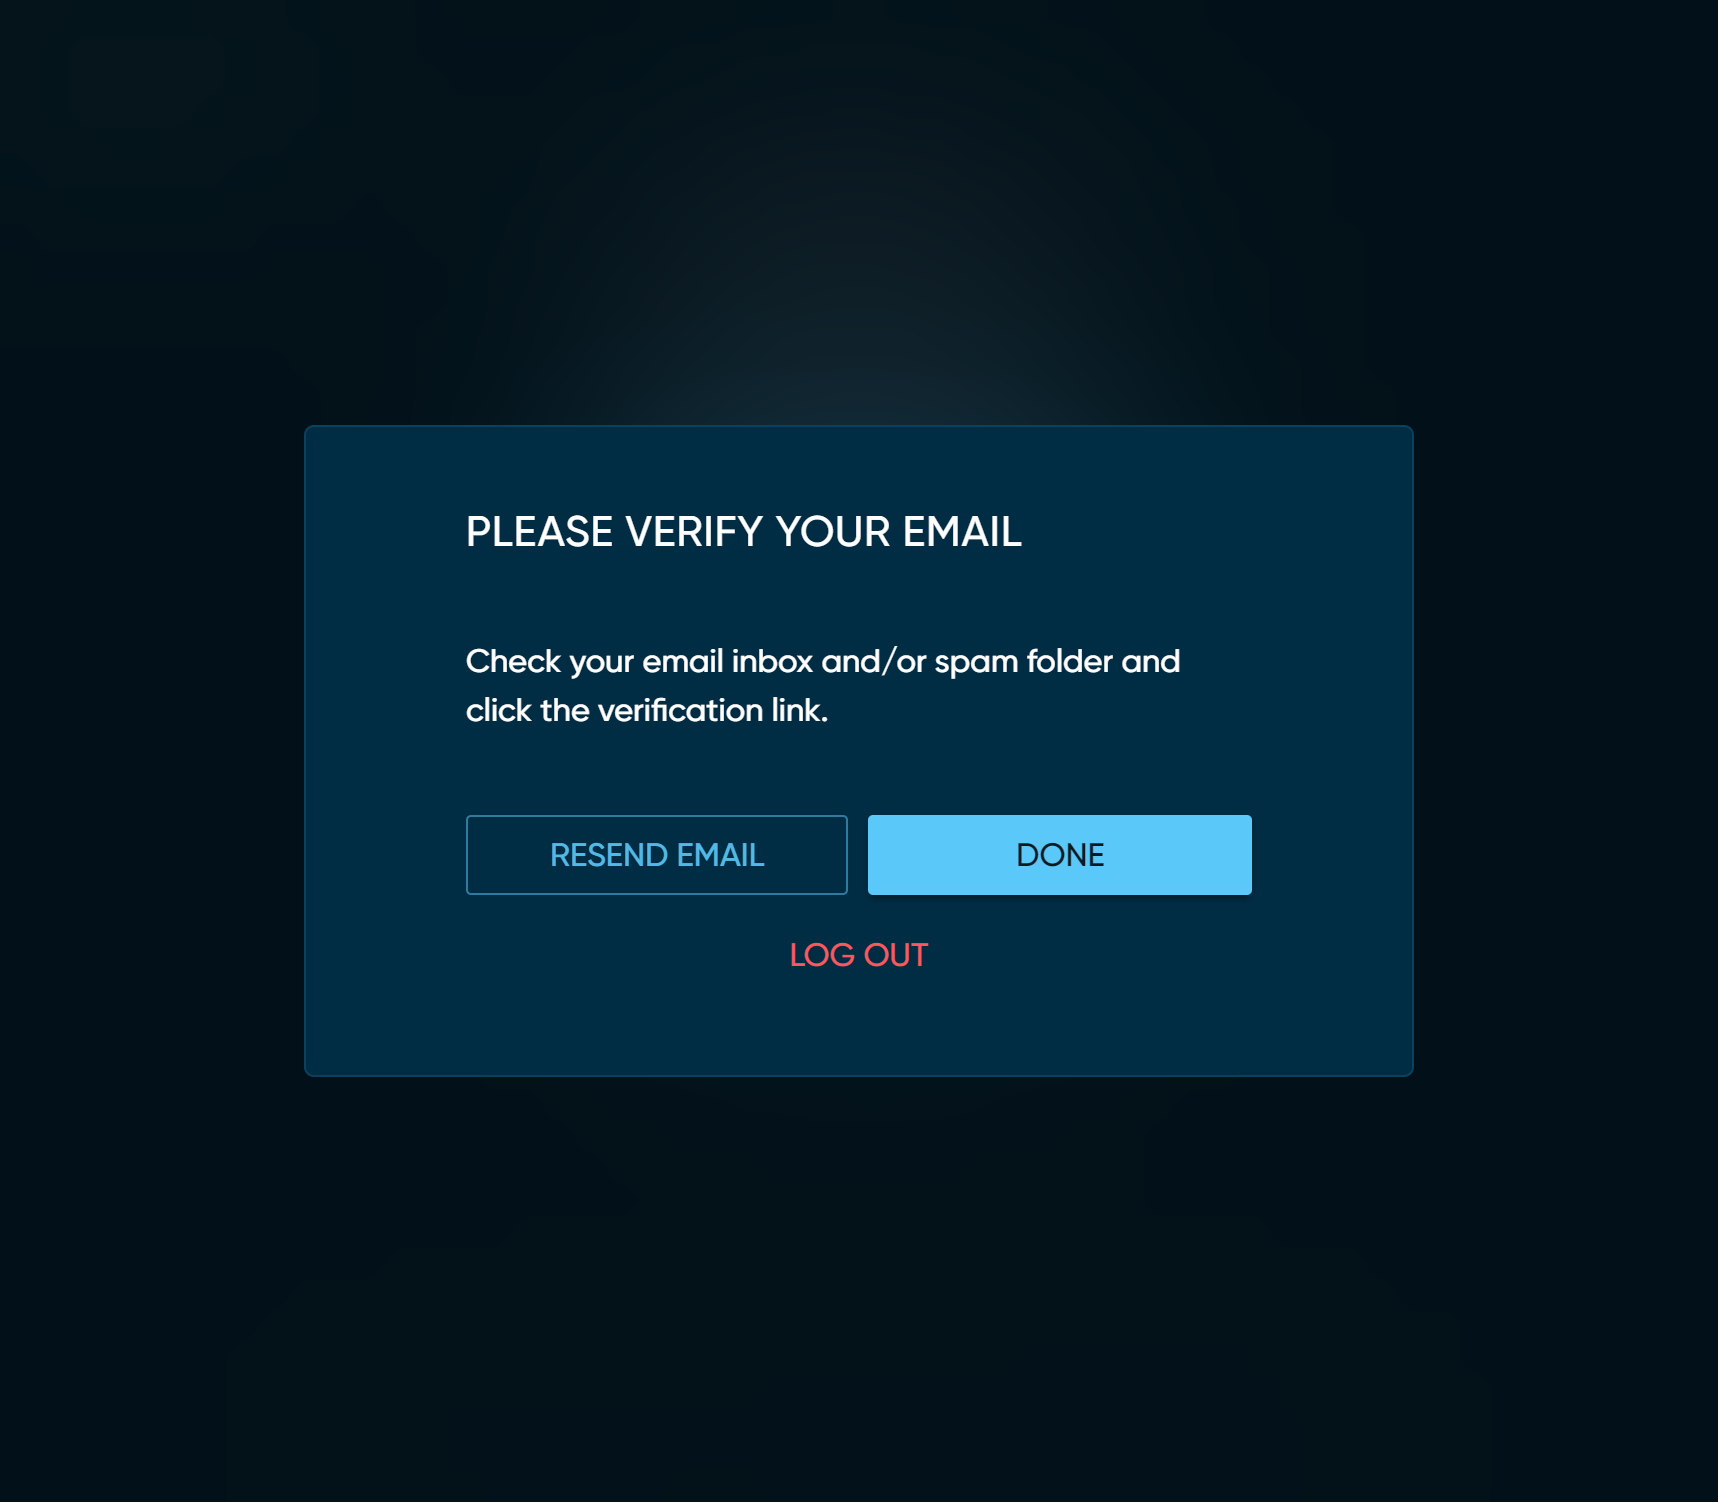 PLEASE VERIFY YOUR EMAIL
Check your email inbox and/or spam folder and
click the verification link.
RESEND EMAIL
DONE
LOG OUT